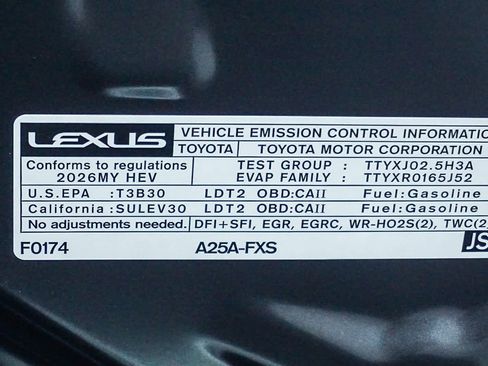 LEXUS VEHICLE EMISSION CONTROL INFORMATIO
TOYOTA TOYOTA MOTOR CORPORATION
Conforms to regulations TEST GROUP : TTYXJ02.5H3A
2026MY HEV EVAP FAMILY : TTYXR0165J52
U.S.EPA :T3B30 LDT2 OBD:CAII Fuel:Gasoline
California :SULEV30 LDT2 OBD:CAII Fuel:Gasoline
No adjustments needed. DFI+SFI, EGR, EGRC, WR-HO2S(2), TWC(2)
F0174 A25A-FXS JS